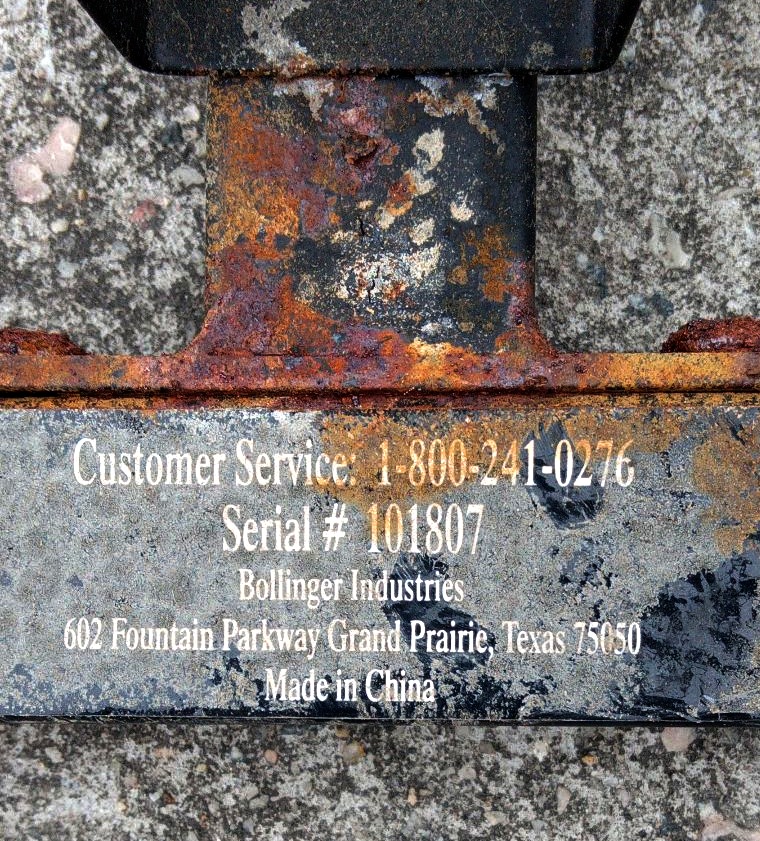 Customer Service: 1-800-241-0276
Serial # 101807
Bollinger Industries
602 Fountain Parkway Grand Prairie, Texas 75050
Made in China